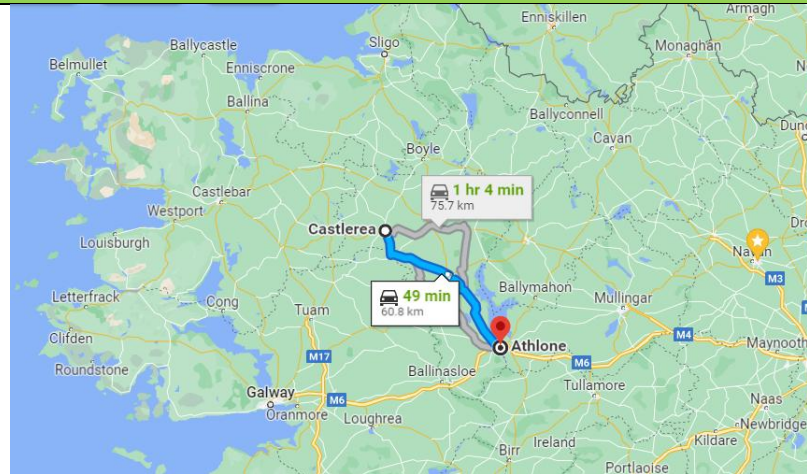 Enniskillen
Armagh
Sligo
Ballycastle
Monaghan
Belmullet
Enniscrone
Ballina
Ballyconnell
Cavan
Boyle
1 hr 4 min
75.7 km
Castlebar
Westport
Castlerea
Louisburgh
Navan
M3
49 min
60.8 km
Ballymahon
Letterfrack
Cong
Tuam
Mullingar
Clifden
M4
Athlone
Maynooth
Roundstone
M17
M6
Ballinasloe
Tullamore
Galway
M6
Naas
Oranmore
Loughrea
Newbridge
Kildare
Birr
Ireland
Portlaoise